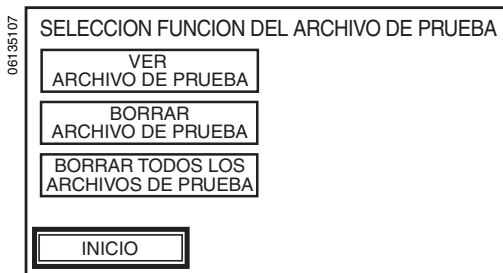 06135107
SELECCION FUNCION DEL ARCHIVO DE PRUEBA
VER
ARCHIVO DE PRUEBA
BORRAR
ARCHIVO DE PRUEBA
BORRAR TODOS LOS
ARCHIVOS DE PRUEBA
INICIO